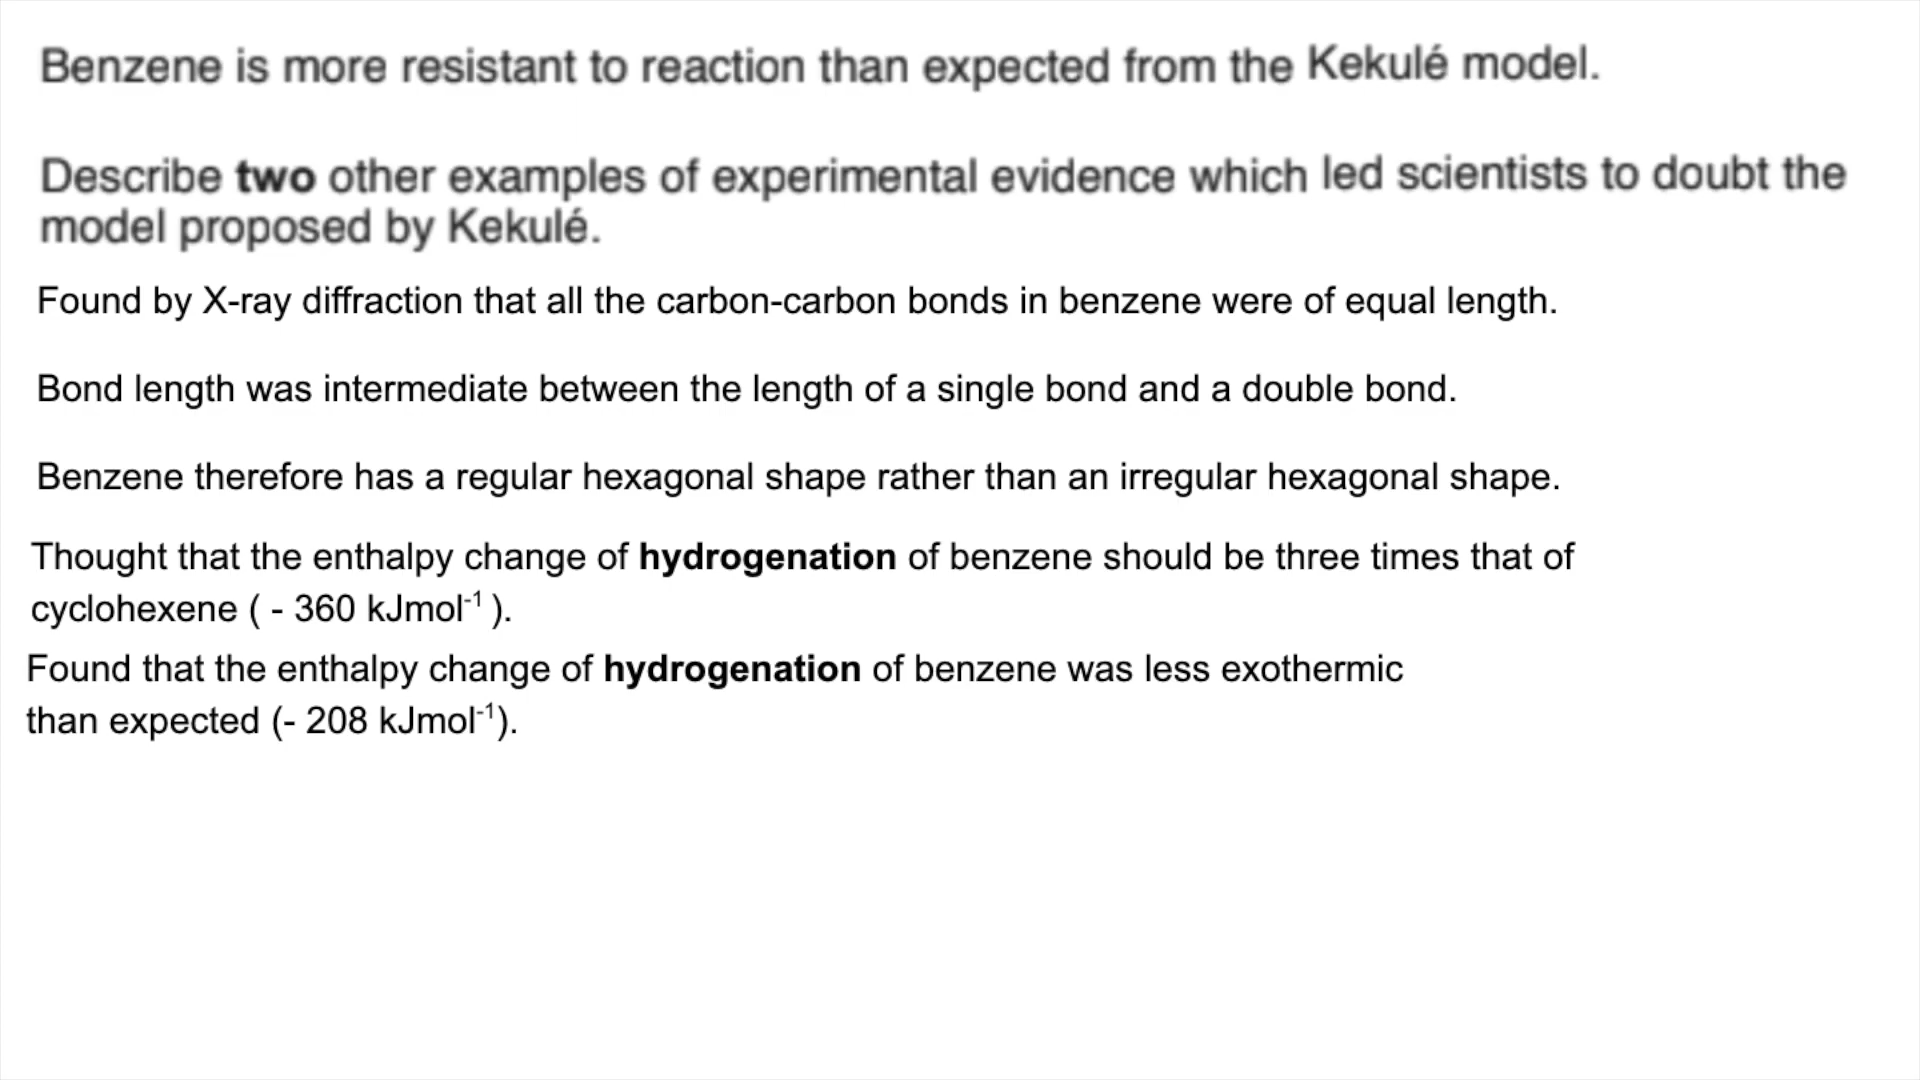 Benzene is more resistant to reaction than expected from the Kekulé model.
Describe two other examples of experimental evidence which led scientists to doubt the
model proposed by Kekulé.
Found by X-ray diffraction that all the carbon-carbon bonds in benzene were of equal length.
Bond length was intermediate between the length of a single bond and a double bond.
Benzene therefore has a regular hexagonal shape rather than an irregular hexagonal shape.
Thought that the enthalpy change of hydrogenation of benzene should be three times that of
cyclohexene ( - 360 kJmol⁻¹ ).
Found that the enthalpy change of hydrogenation of benzene was less exothermic
than expected (- 208 kJmol⁻¹).